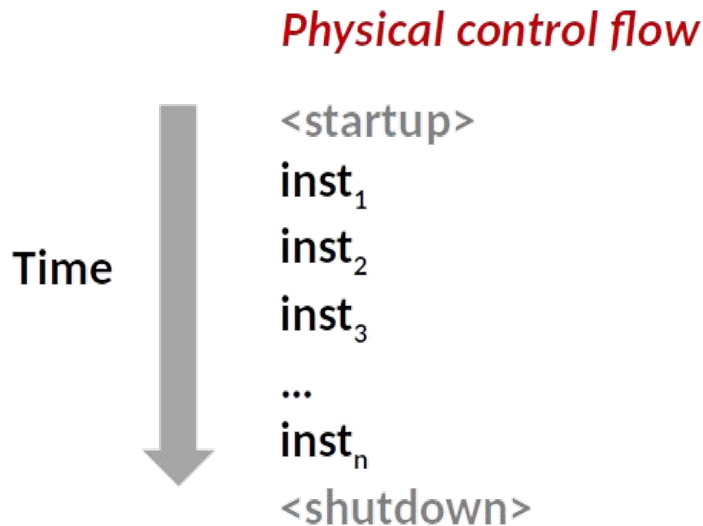 Physical control flow
<startup>
inst₁
inst₂
Time
inst₃
...
instₙ
<shutdown>